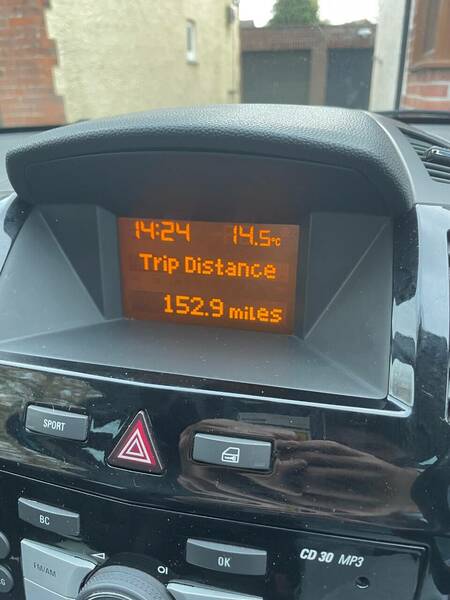 14:24 14.5°C
Trip Distance
152.9 miles
SPORT
BC
OK
CD 30 MP3
FM/AM